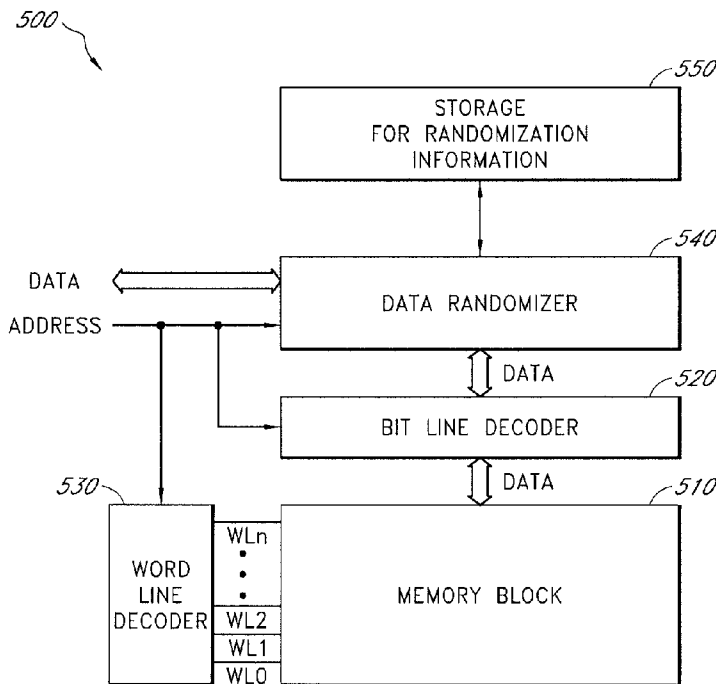 500
550
STORAGE
FOR RANDOMIZATION
INFORMATION
540
DATA
DATA RANDOMIZER
ADDRESS
DATA
520
BIT LINE DECODER
530
DATA
510
WORD
LINE
DECODER
WLn
WL2
WL1
WL0
MEMORY BLOCK